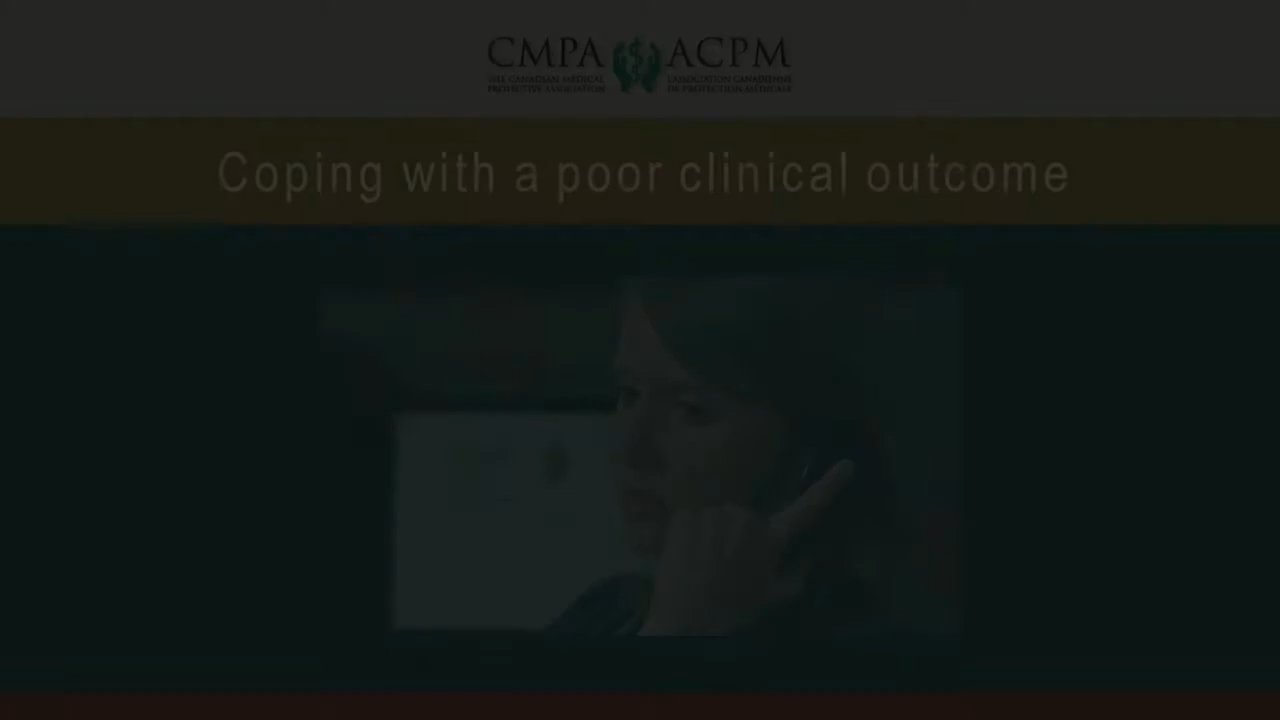 CMPA ACPM
THE CANADIAN MEDICAL L'ASSOCIATION CANADIENNE
PROTECTIVE ASSOCIATION DE PROTECTION MÉDICALE
Coping with a poor clinical outcome